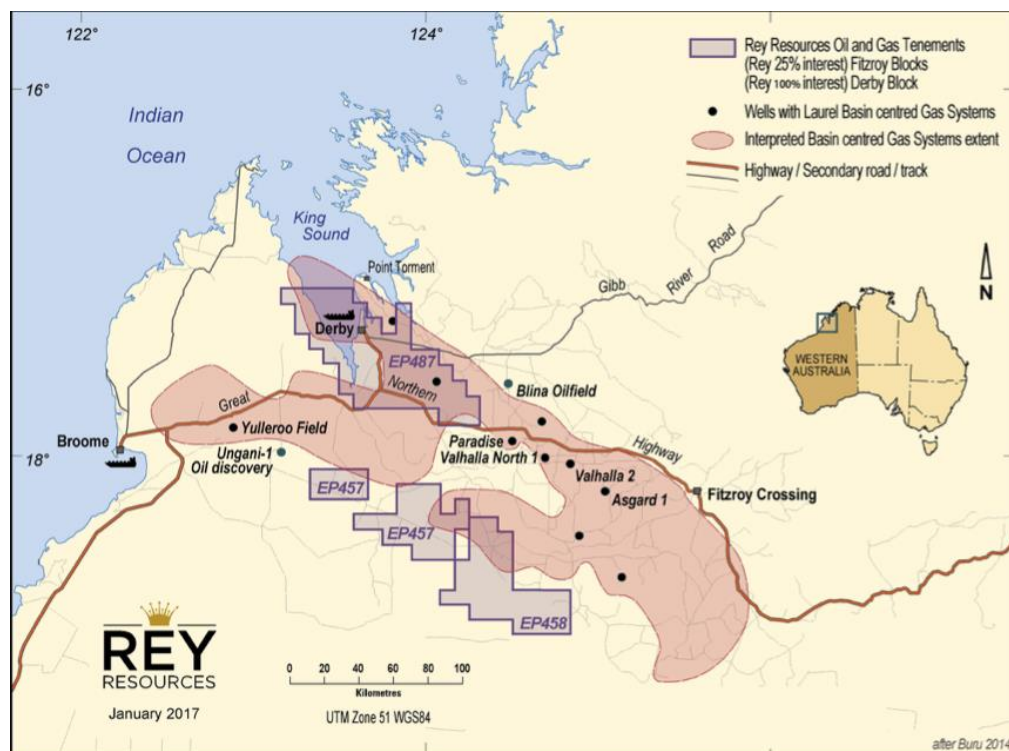 122°
124°
16°
Rey Resources Oil and Gas Tenements
(Rey 25% interest) Fitzroy Blocks
(Rey 100% interest) Derby Block
Wells with Laurel Basin centred Gas Systems
Interpreted Basin centred Gas Systems extent
Highway / Secondary road / track
Indian
Ocean
King
Sound
Point Torment
Gibb River Road
N
Derby
EP487
WESTERN
AUSTRALIA
Great Northern Highway
Blina Oilfield
Broome
Yulleroo Field
Ungani-1
Oil discovery
Paradise
Valhalla North 1
18°
Valhalla 2
Asgard 1
Fitzroy Crossing
EP457
EP457
EP458
REY
RESOURCES
January 2017
0 20 40 60 80 100
Kilometres
UTM Zone 51 WGS84
after Buru 2014